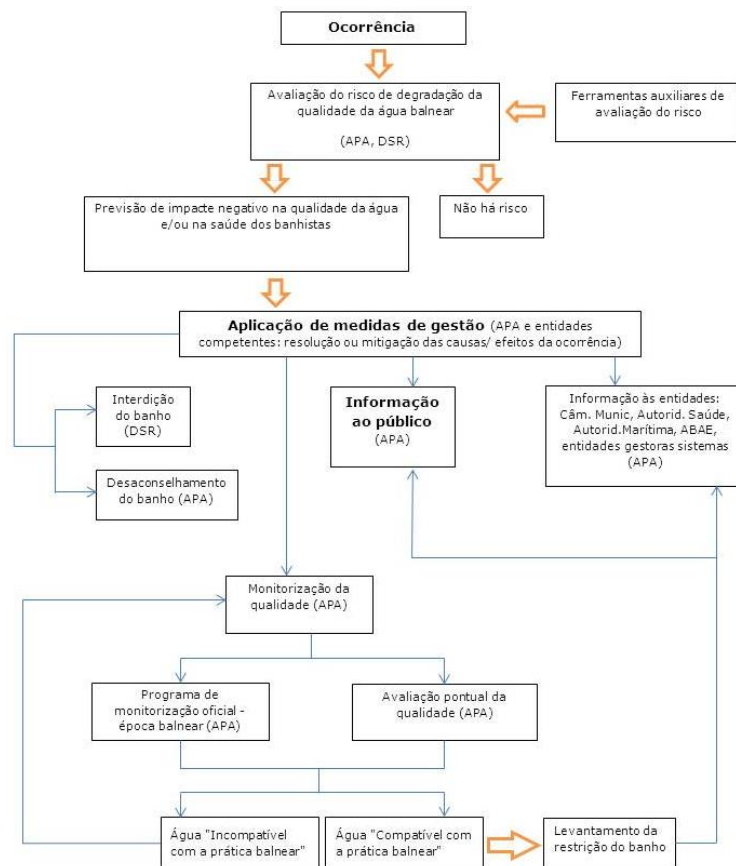 Ocorrência
Avaliação do risco de degradação da
qualidade da água balnear
(APA, DSR)
Ferramentas auxiliares de
avaliação do risco
Previsão de impacte negativo na qualidade da água
e/ou na saúde dos banhistas
Não há risco
Aplicação de medidas de gestão (APA e entidades
competentes: resolução ou mitigação das causas/ efeitos da ocorrência)
Interdição
do banho
(DSR)
Desaconselhamento
do banho (APA)
Informação
ao público
(APA)
Informação às entidades:
Câm. Munic, Autorid. Saúde,
Autorid.Marítima, ABAE,
entidades gestoras sistemas
(APA)
Monitorização da
qualidade (APA)
Programa de
monitorização oficial -
época balnear (APA)
Avaliação pontual da
qualidade (APA)
Água "Incompatível
com a prática balnear"
Água "Compatível com
a prática balnear"
Levantamento da
restrição do banho